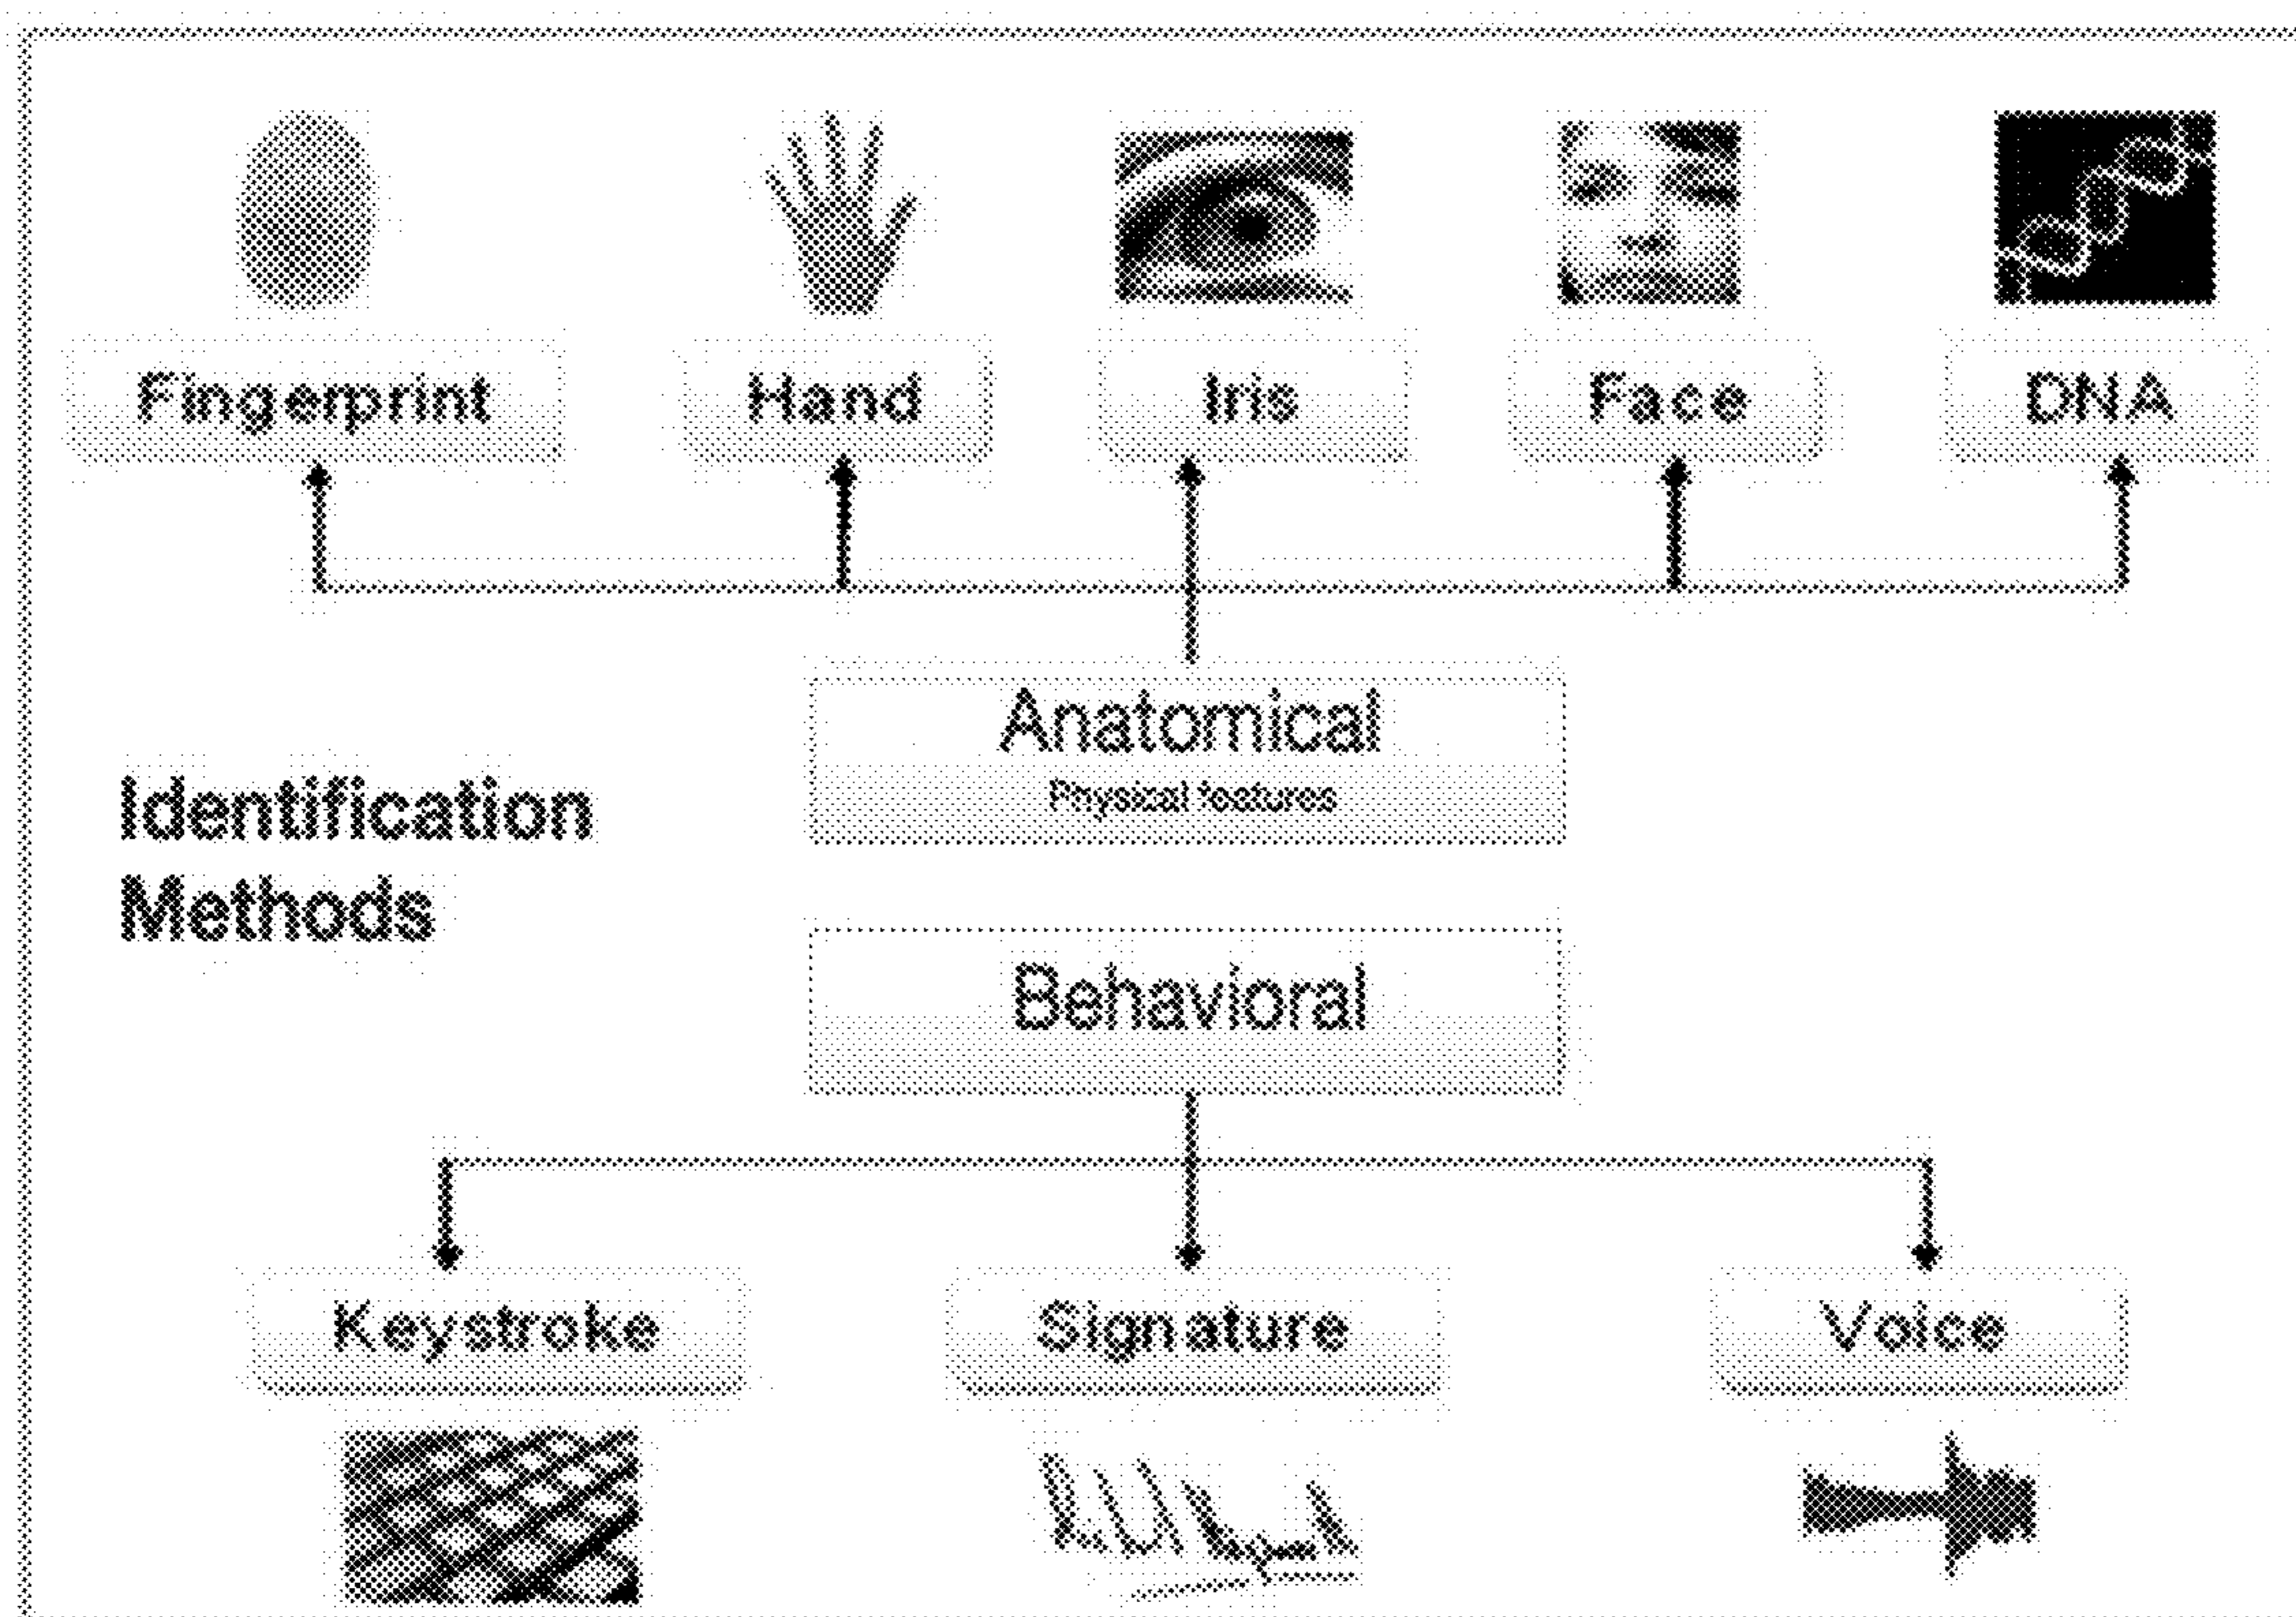 Fingerprint
Hand
Iris
Face
DNA
Anatomical
Physical features
Identification
Methods
Behavioral
Keystroke
Signature
Voice